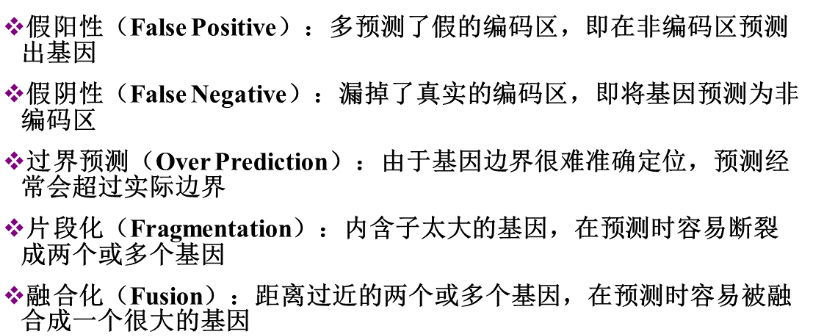 ❖假阳性（False Positive）：多预测了假的编码区，即在非编码区预测
出基因
❖假阴性（False Negative）：漏掉了真实的编码区，即将基因预测为非
编码区
❖过界预测（Over Prediction）：由于基因边界很难准确定位，预测经
常会超过实际边界
❖片段化（Fragmentation）：内含子太大的基因，在预测时容易断裂
成两个或多个基因
❖融合化（Fusion）：距离过近的两个或多个基因，在预测时容易被融
合成一个很大的基因